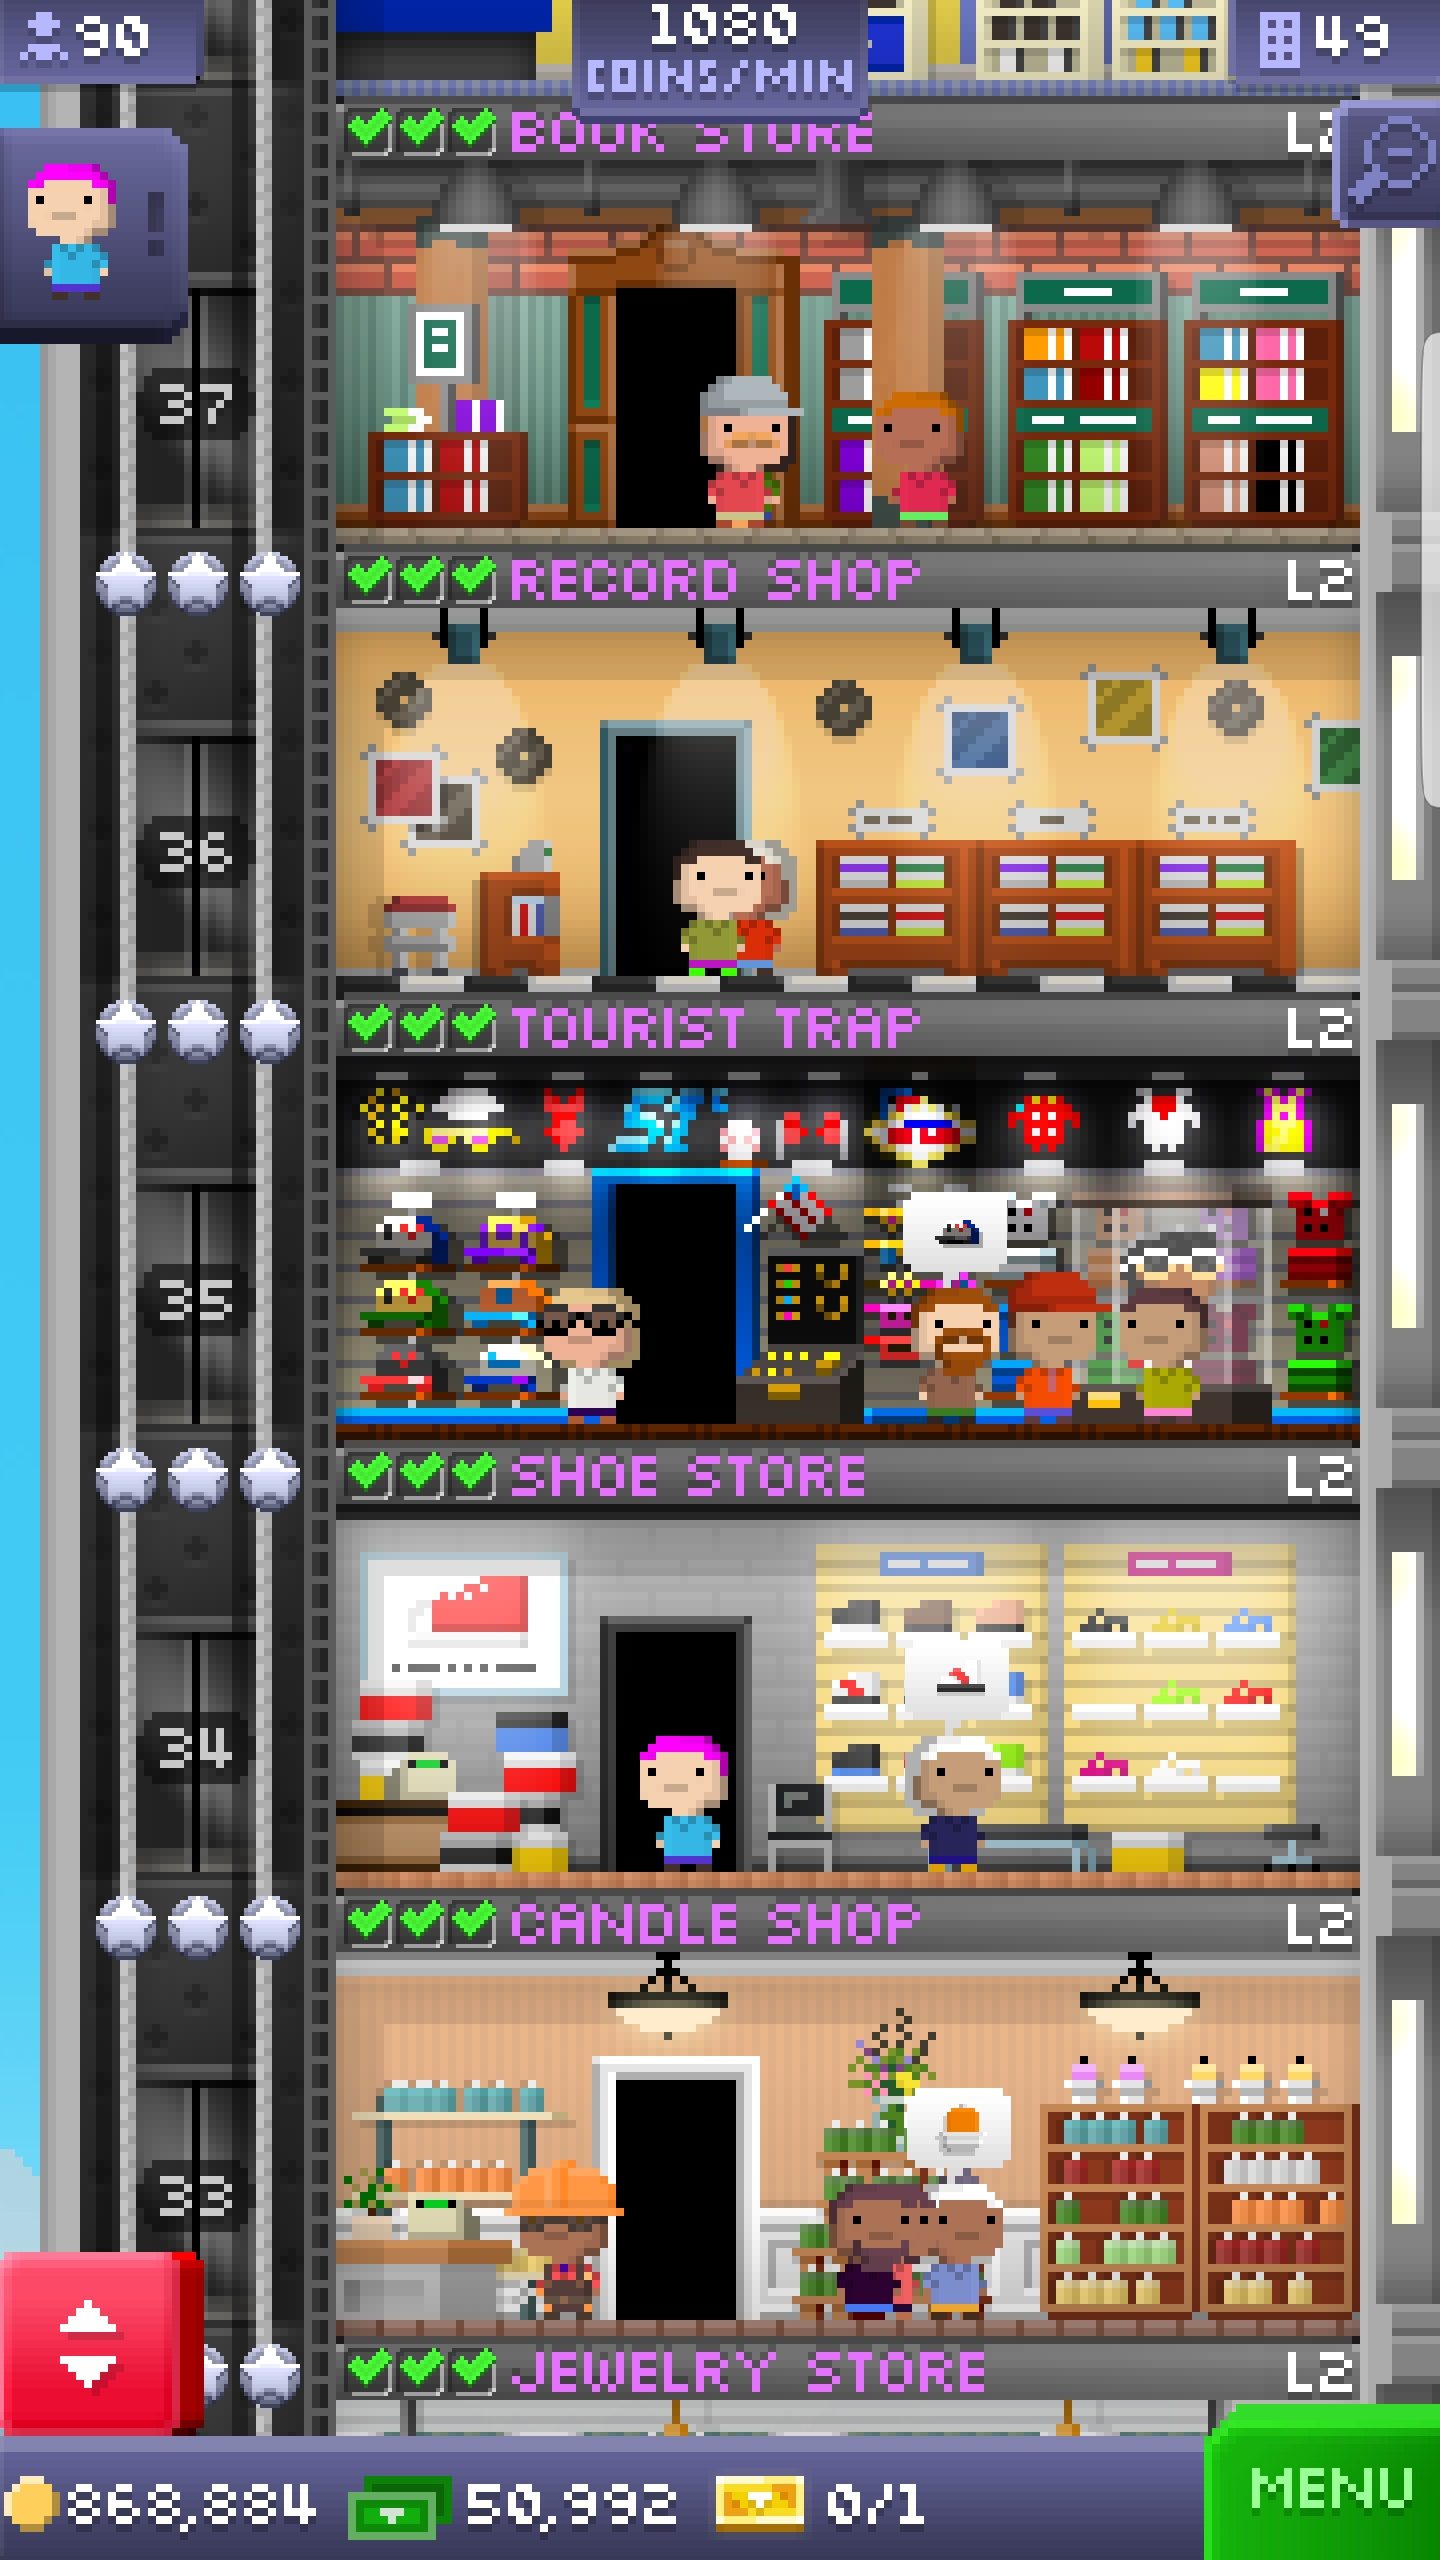 90
1080
COINS/MIN
49
BOOK STORE
37
RECORD SHOP L2
36
TOURIST TRAP L2
35
SHOE STORE L2
34
CANDLE SHOP L2
33
JEWELRY STORE L2
868,884 50,992 0/1
MENU